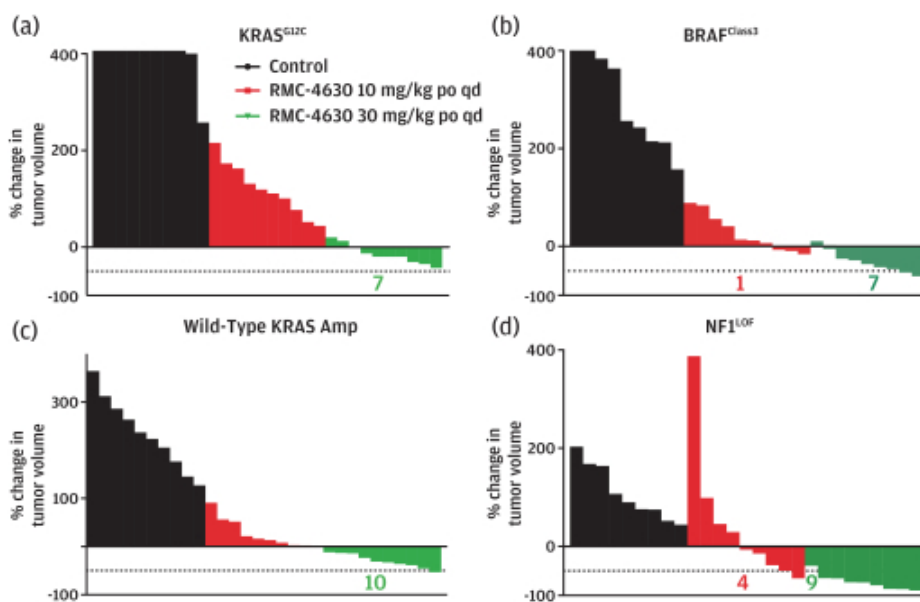 (a)
KRASᴳ¹²ᶜ
% change in
tumor volume
400
200
0
-100
Control
RMC-4630 10 mg/kg po qd
RMC-4630 30 mg/kg po qd
7
(b)
BRAFᶜˡᵃˢˢ³
% change in
tumor volume
400
200
0
-100
1
7
(c)
Wild-Type KRAS Amp
% change in
tumor volume
300
100
-100
10
(d)
NF1ᴸᴼᶠ
% change in
tumor volume
400
200
0
-100
4
9